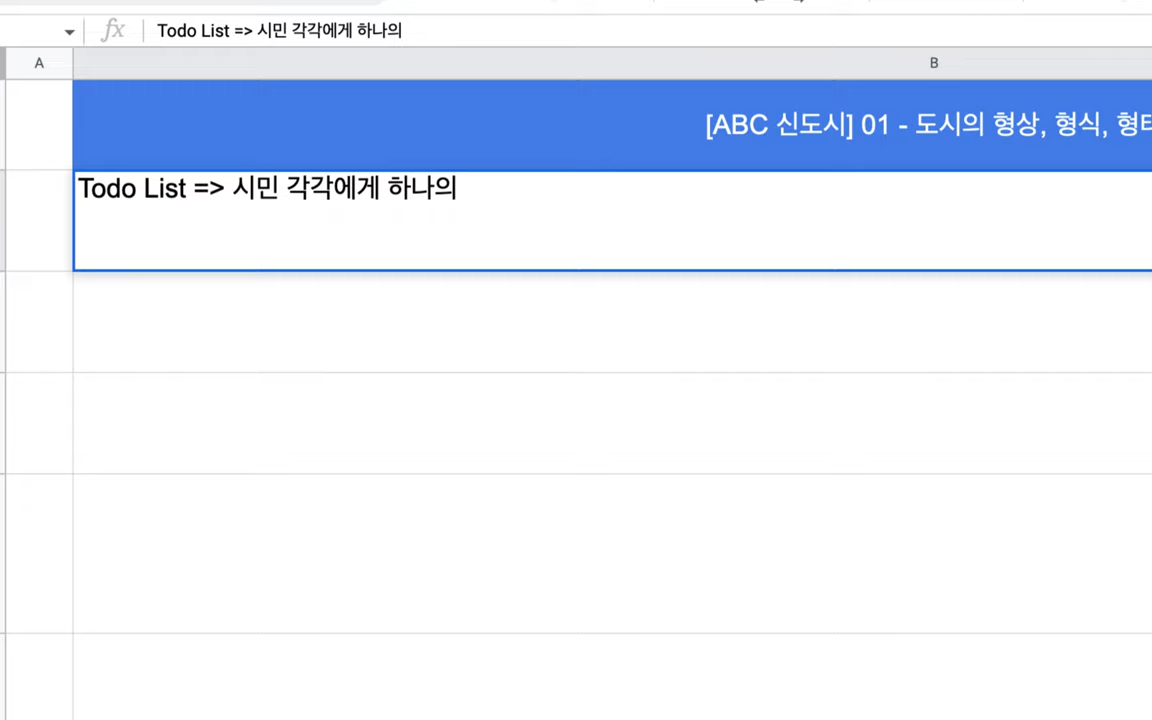 fx Todo List => 시민 각각에게 하나의
A B
[ABC 신도시] 01 - 도시의 형상, 형식,
Todo List => 시민 각각에게 하나의